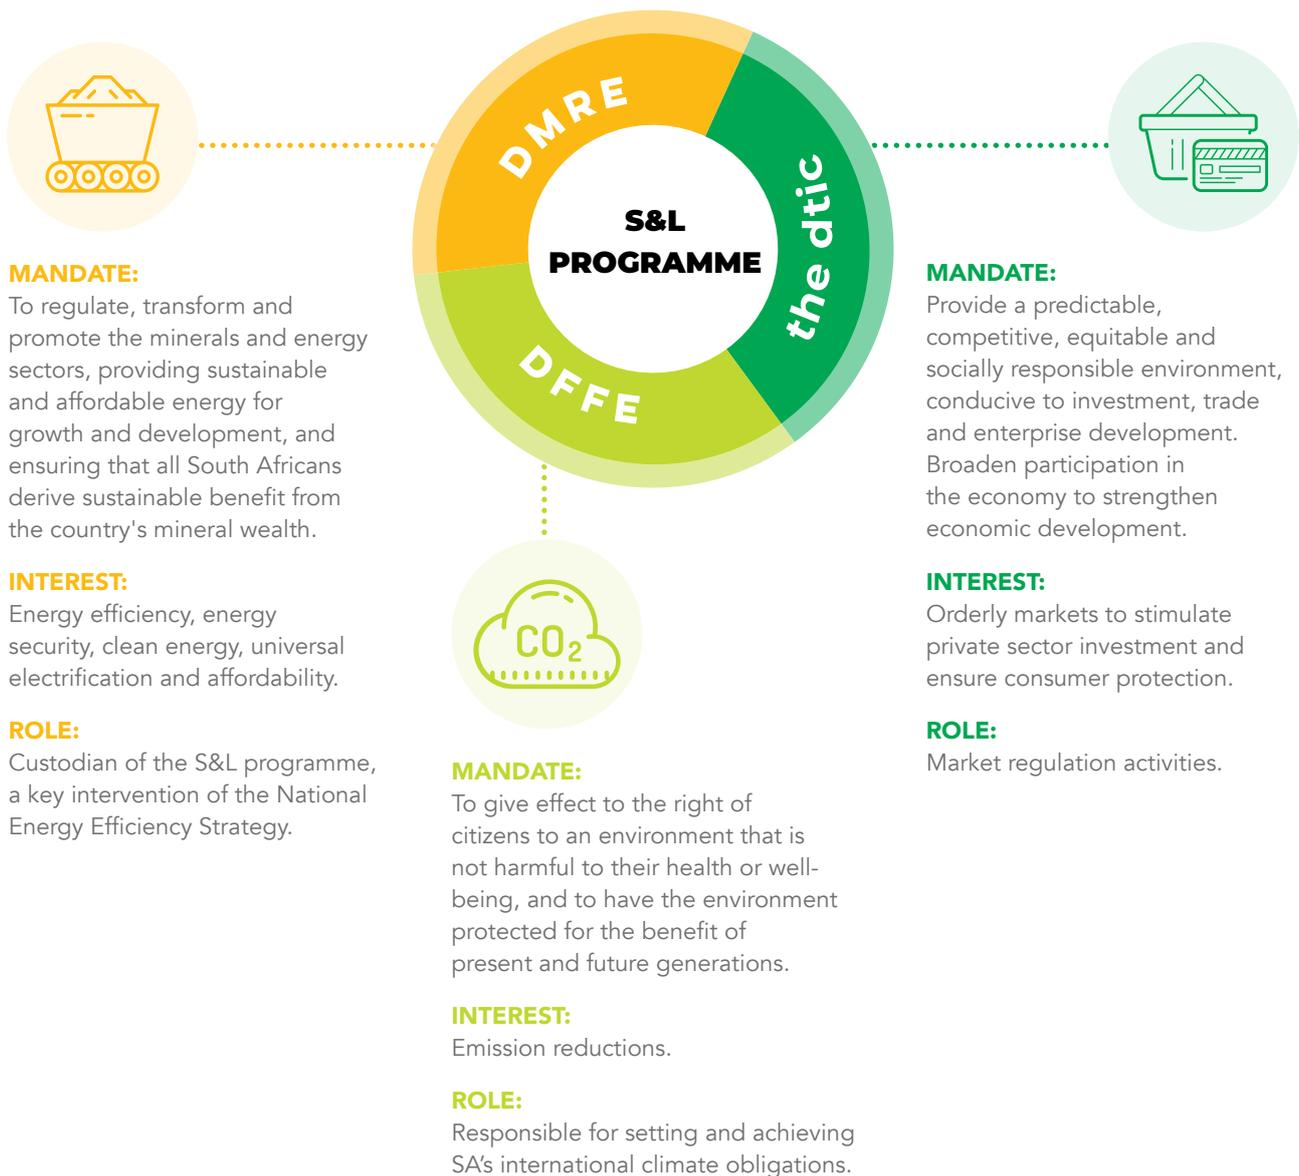 DMRE
the dtic
DFFE
S&L
PROGRAMME
MANDATE:
To regulate, transform and
promote the minerals and energy
sectors, providing sustainable
and affordable energy for
growth and development, and
ensuring that all South Africans
derive sustainable benefit from
the country's mineral wealth.
INTEREST:
Energy efficiency, energy
security, clean energy, universal
electrification and affordability.
ROLE:
Custodian of the S&L programme,
a key intervention of the National
Energy Efficiency Strategy.
CO2
MANDATE:
To give effect to the right of
citizens to an environment that is
not harmful to their health or well-
being, and to have the environment
protected for the benefit of
present and future generations.
INTEREST:
Emission reductions.
ROLE:
Responsible for setting and achieving
SA's international climate obligations.
MANDATE:
Provide a predictable,
competitive, equitable and
socially responsible environment,
conducive to investment, trade
and enterprise development.
Broaden participation in
the economy to strengthen
economic development.
INTEREST:
Orderly markets to stimulate
private sector investment and
ensure consumer protection.
ROLE:
Market regulation activities.